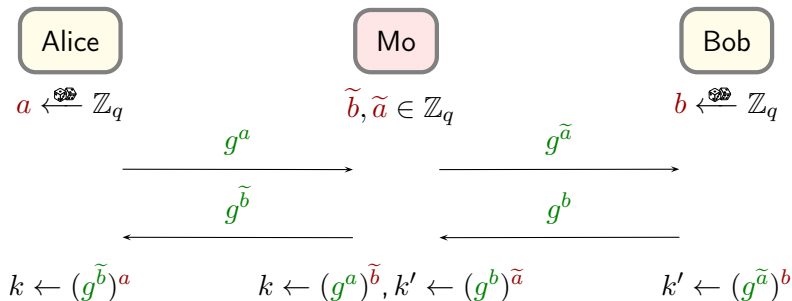 Alice Mo Bob
a ← ℤ_q b̃, ã ∈ ℤ_q b ← ℤ_q
g^a g^ã
g^b̃ g^b
k ← (g^b̃)^a k ← (g^a)^b̃, k′ ← (g^b)^ã k′ ← (g^ã)^b